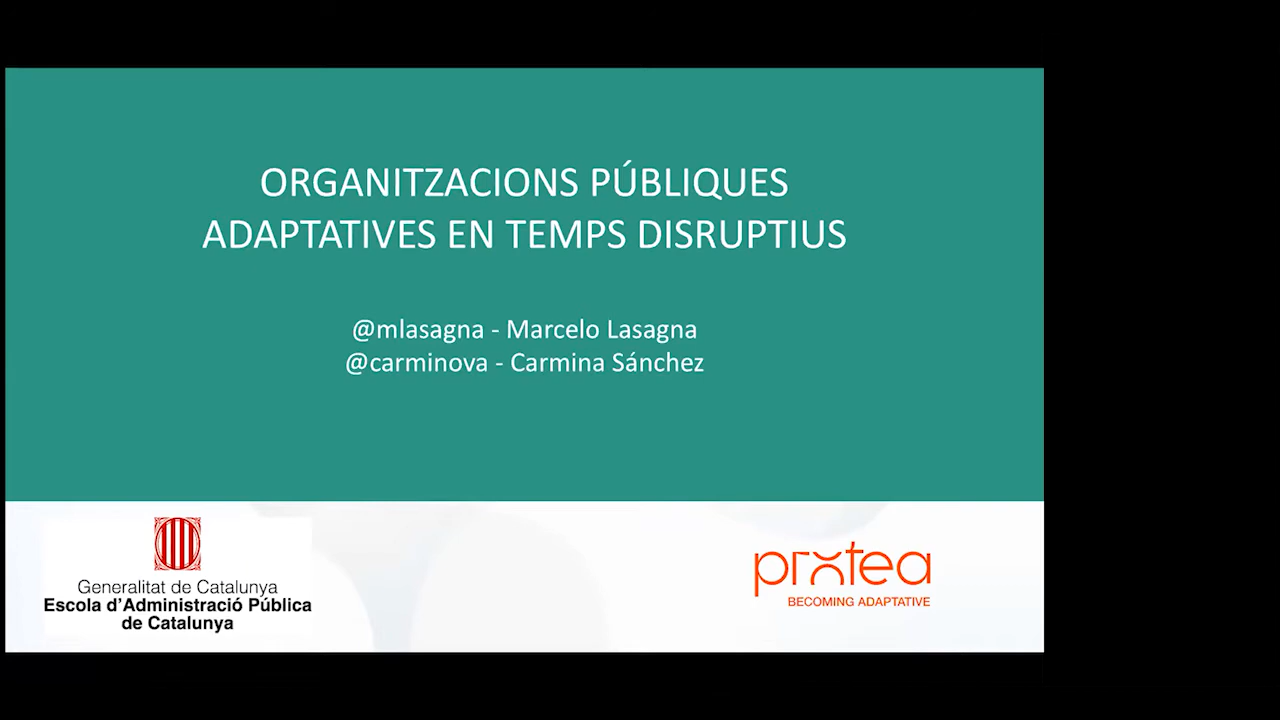 ORGANITZACIONS PÚBLIQUES
ADAPTATIVES EN TEMPS DISRUPTIUS
@mlasagna - Marcelo Lasagna
@carminova - Carmina Sánchez
Generalitat de Catalunya
Escola d'Administració Pública
de Catalunya
protea
BECOMING ADAPTATIVE